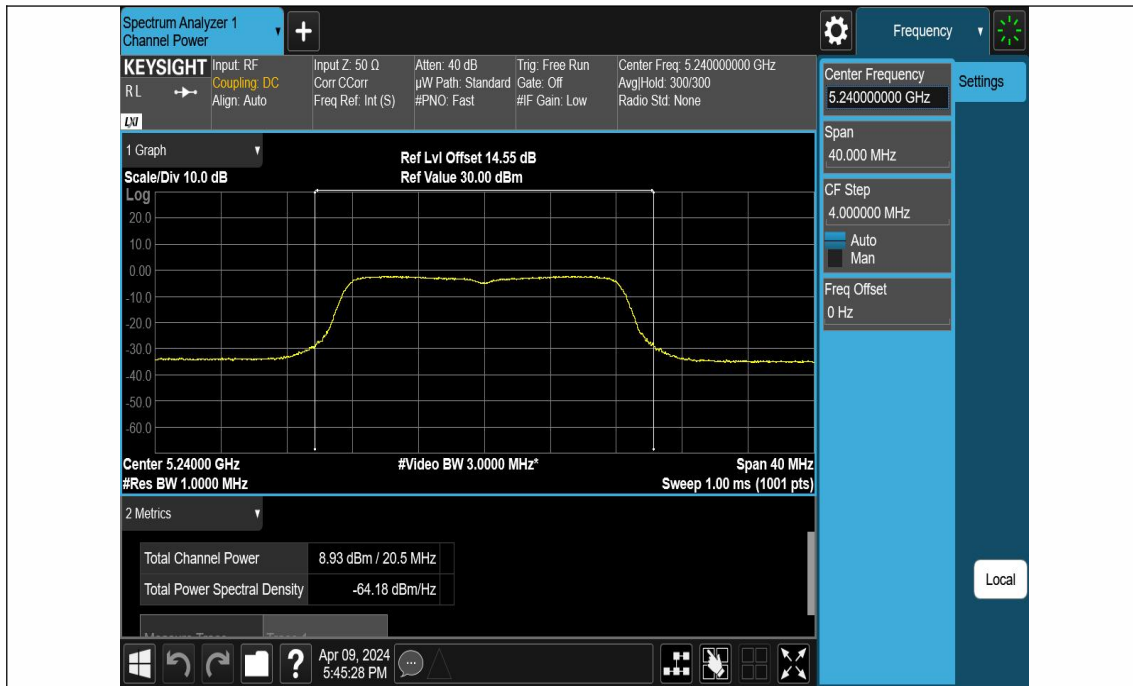 Spectrum Analyzer 1
Channel Power
Frequency
KEYSIGHT
RL
LXI
Input: RF
Coupling: DC
Align: Auto
Input Z: 50 Ω
Corr CCorr
Freq Ref: Int (S)
Atten: 40 dB
µW Path: Standard
#PNO: Fast
Trig: Free Run
Gate: Off
#IF Gain: Low
Center Freq: 5.240000000 GHz
Avg|Hold: 300/300
Radio Std: None
Center Frequency
5.240000000 GHz
Settings
Span
40.000 MHz
CF Step
4.000000 MHz
Auto
Man
Freq Offset
0 Hz
Local
1 Graph
Scale/Div 10.0 dB
Ref Lvl Offset 14.55 dB
Ref Value 30.00 dBm
Log
20.0
10.0
0.00
-10.0
-20.0
-30.0
-40.0
-50.0
-60.0
Center 5.24000 GHz
#Res BW 1.0000 MHz
#Video BW 3.0000 MHz*
Span 40 MHz
Sweep 1.00 ms (1001 pts)
2 Metrics
Total Channel Power 8.93 dBm / 20.5 MHz
Total Power Spectral Density -64.18 dBm/Hz
Apr 09, 2024
5:45:28 PM